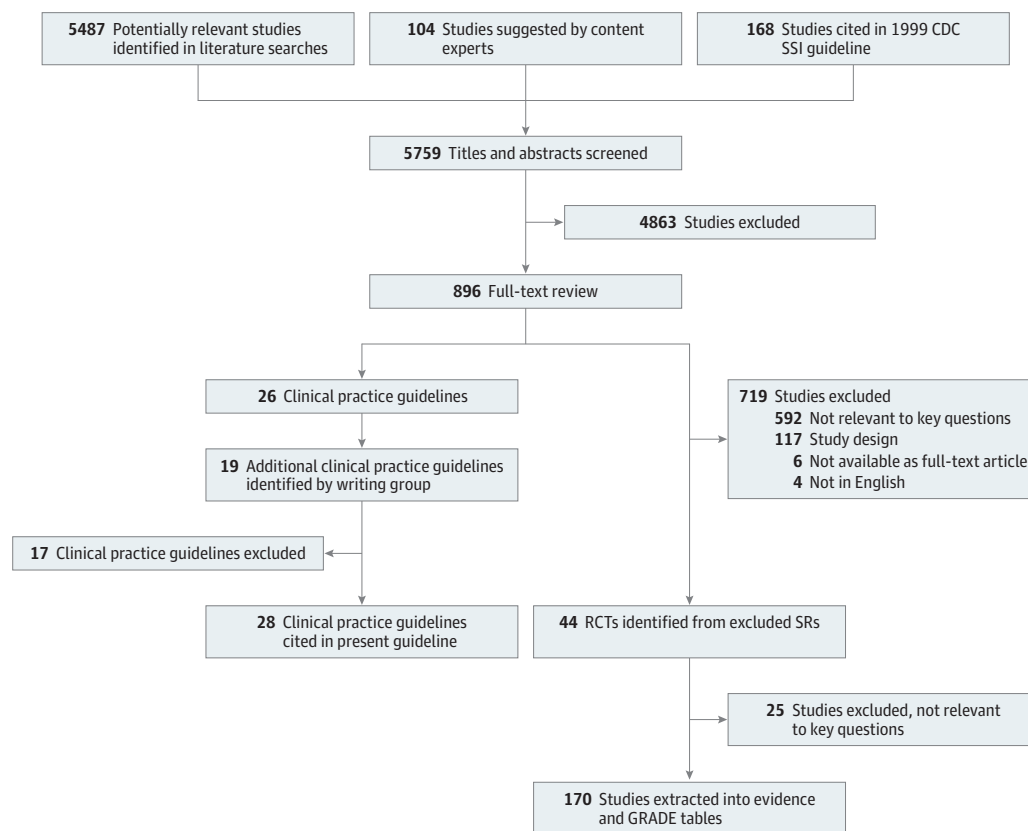 5487 Potentially relevant studies
identified in literature searches
104 Studies suggested by content
experts
168 Studies cited in 1999 CDC
SSI guideline
5759 Titles and abstracts screened
4863 Studies excluded
896 Full-text review
26 Clinical practice guidelines
19 Additional clinical practice guidelines
identified by writing group
17 Clinical practice guidelines excluded
28 Clinical practice guidelines
cited in present guideline
719 Studies excluded
592 Not relevant to key questions
117 Study design
6 Not available as full-text article
4 Not in English
44 RCTs identified from excluded SRs
25 Studies excluded, not relevant
to key questions
170 Studies extracted into evidence
and GRADE tables